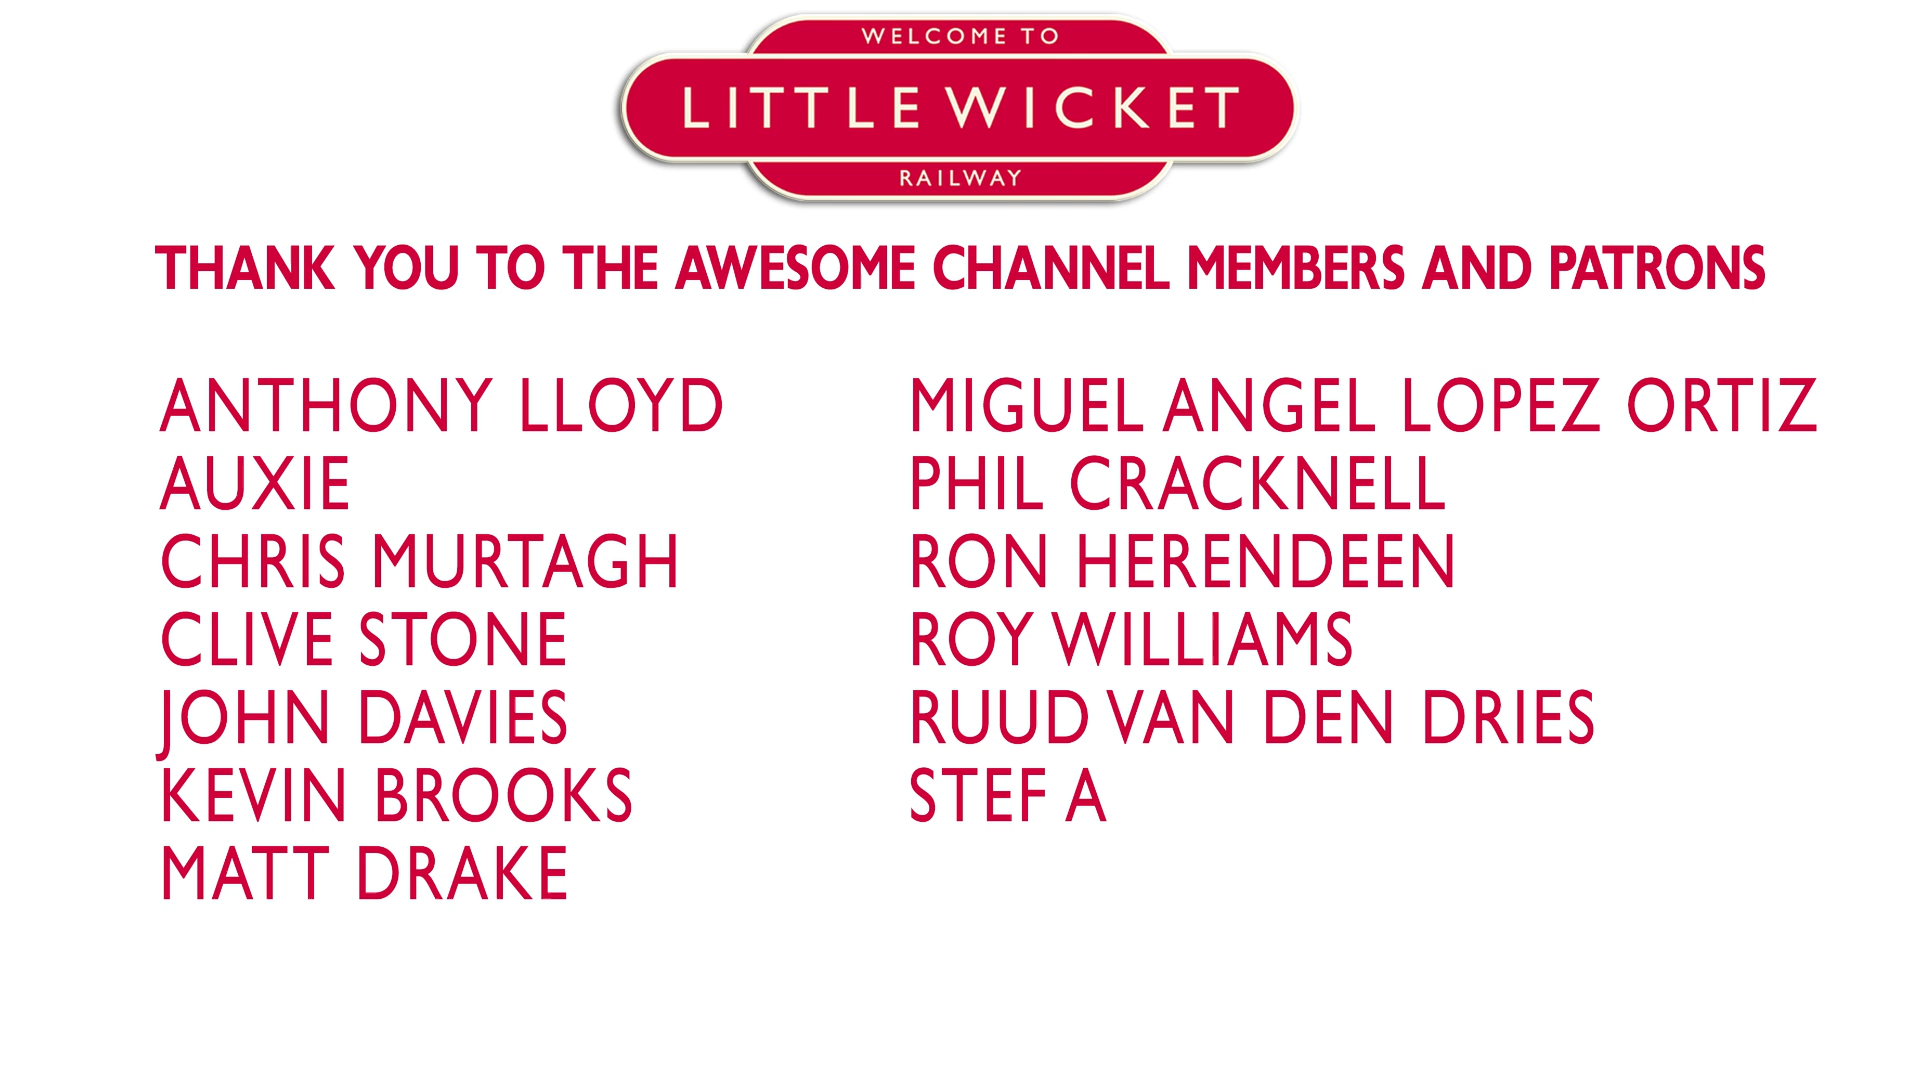 WELCOME TO
LITTLE WICKET
RAILWAY
THANK YOU TO THE AWESOME CHANNEL MEMBERS AND PATRONS
ANTHONY LLOYD
AUXIE
CHRIS MURTAGH
CLIVE STONE
JOHN DAVIES
KEVIN BROOKS
MATT DRAKE
MIGUEL ANGEL LOPEZ ORTIZ
PHIL CRACKNELL
RON HERENDEEN
ROY WILLIAMS
RUUD VAN DEN DRIES
STEF A